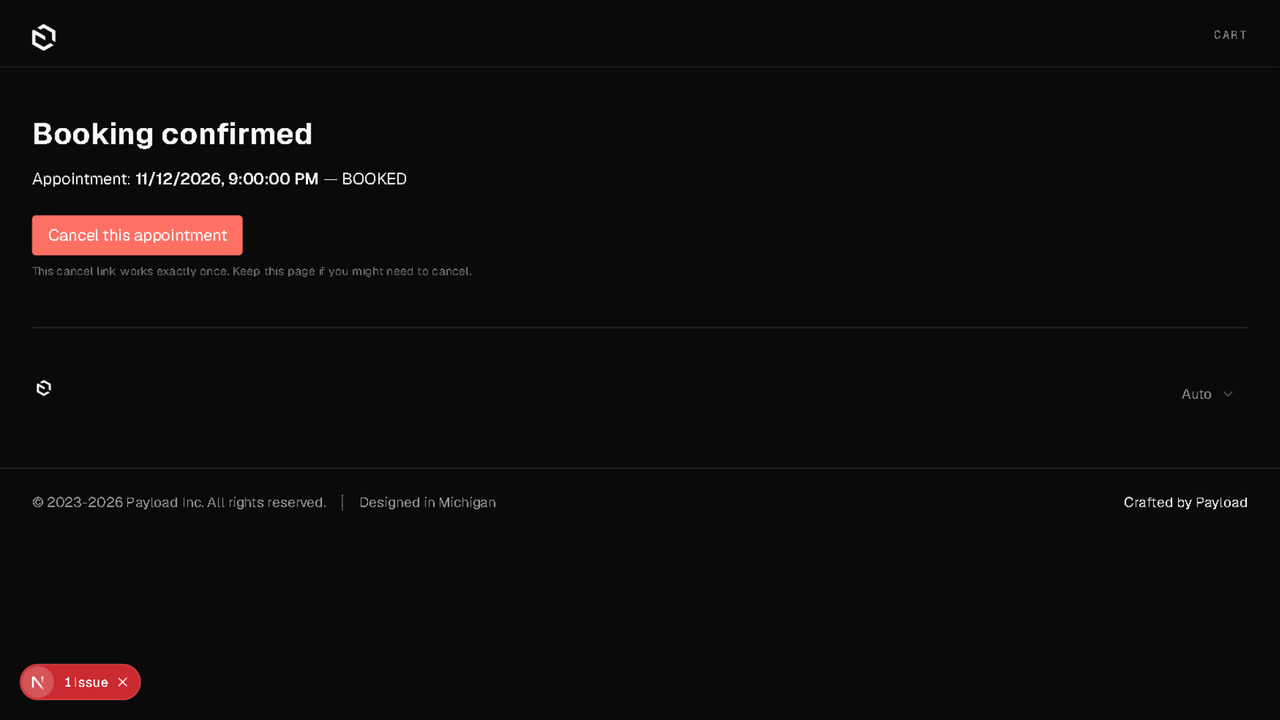 CART
Booking confirmed
Appointment: 11/12/2026, 9:00:00 PM — BOOKED
Cancel this appointment
This cancel link works exactly once. Keep this page if you might need to cancel.
Auto
© 2023-2026 Payload Inc. All rights reserved. | Designed in Michigan
Crafted by Payload
N 1 Issue